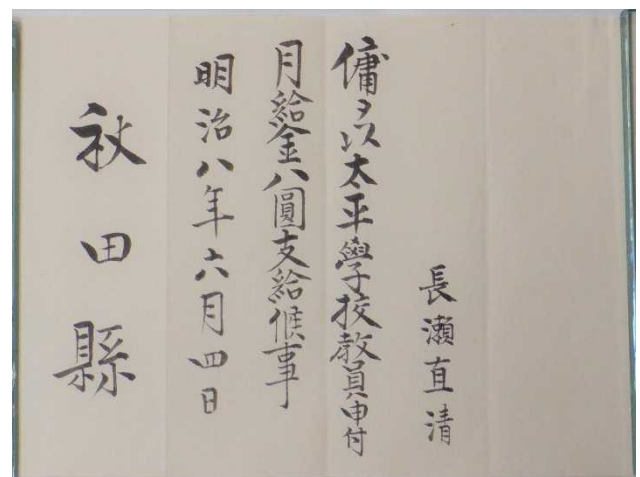 長瀬直清
傭ヲ以太平學校教員申付
月給金八圓支給候事
明治八年六月四日
秋田縣